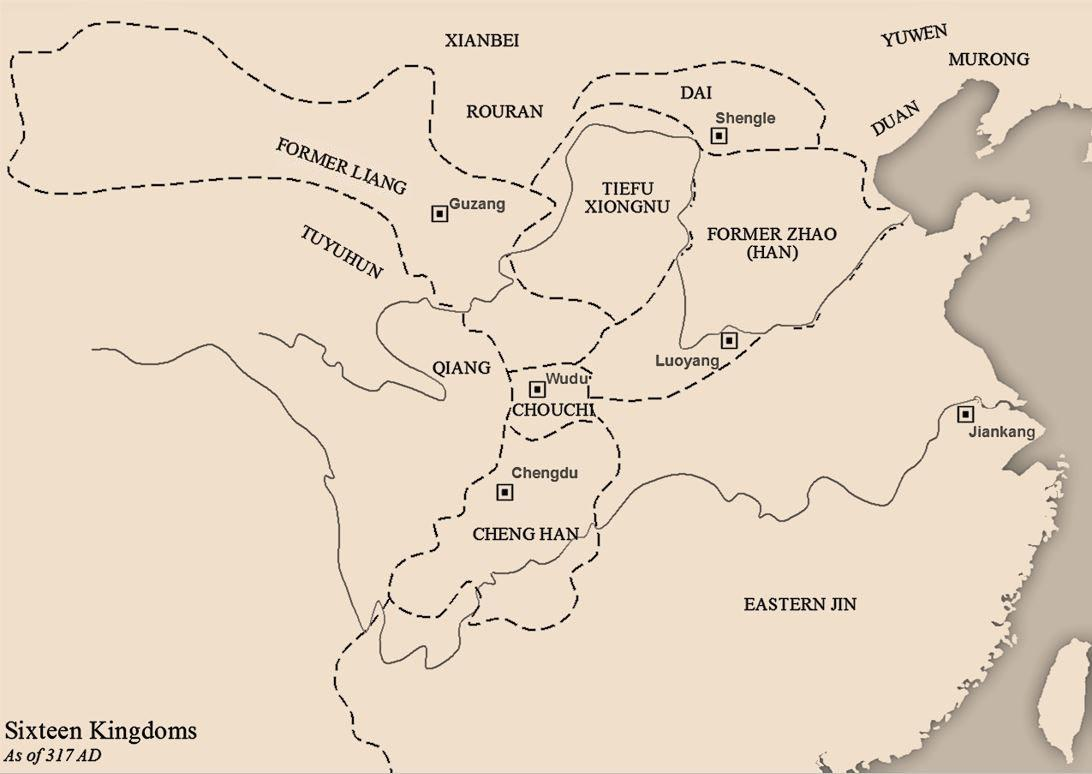 XIANBEI
YUWEN
MURONG
ROURAN
DAI
Shengle
DUAN
FORMER LIANG
Guzang
TIEFU
XIONGNU
TUYUHUN
FORMER ZHAO
(HAN)
Luoyang
QIANG
Wudu
CHOUCHI
Jiankang
Chengdu
CHENG HAN
EASTERN JIN
Sixteen Kingdoms
As of 317 AD